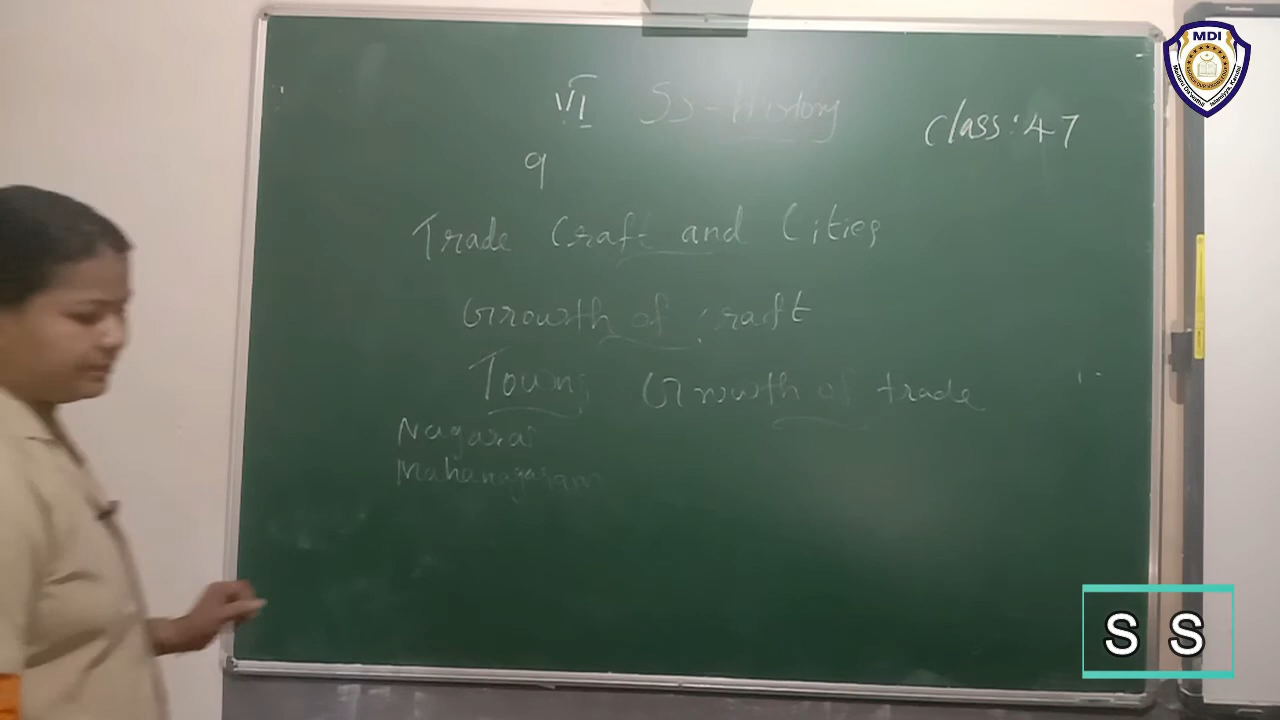 VI SS - History
Class: 47
9
Trade Craft and Cities
Growth of craft
Towns Growth of trade
Nagarai
Mahanagaram
MDI
S S